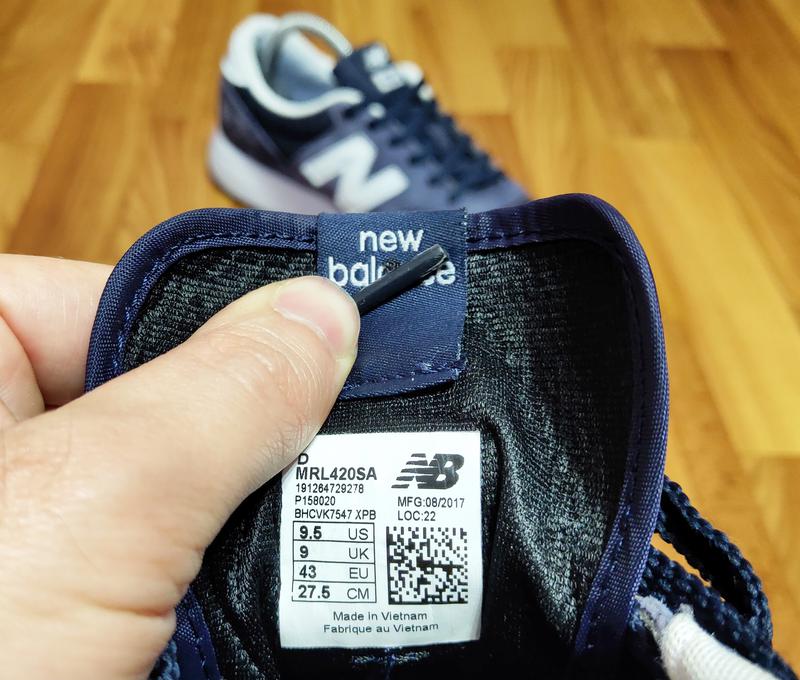 new
balance
D
MRL420SA
191264729278
P158020
BHCVK7547 XPB
NB
MFG:08/2017
LOC:22
9.5 US
9 UK
43 EU
27.5 CM
Made in Vietnam
Fabrique au Vietnam
N